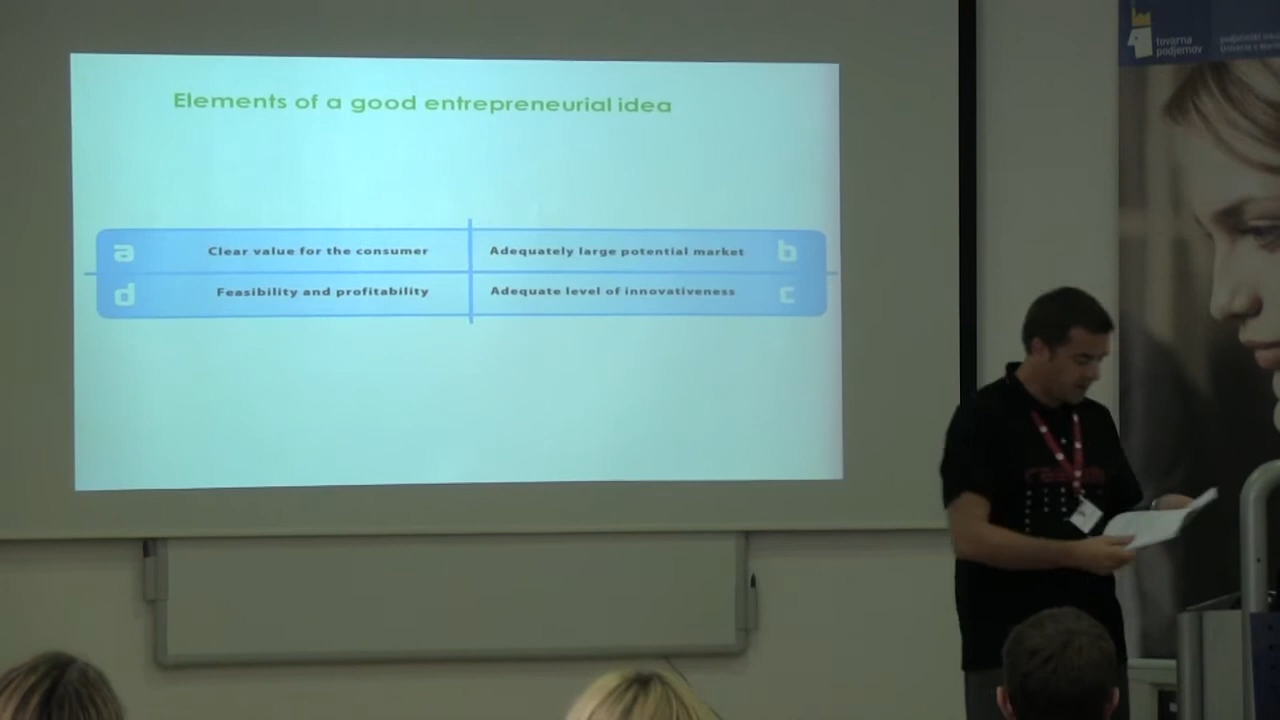 Elements of a good entrepreneurial idea
a Clear value for the consumer Adequately large potential market b
d Feasibility and profitability Adequate level of innovativeness c
tovarna
podjemov